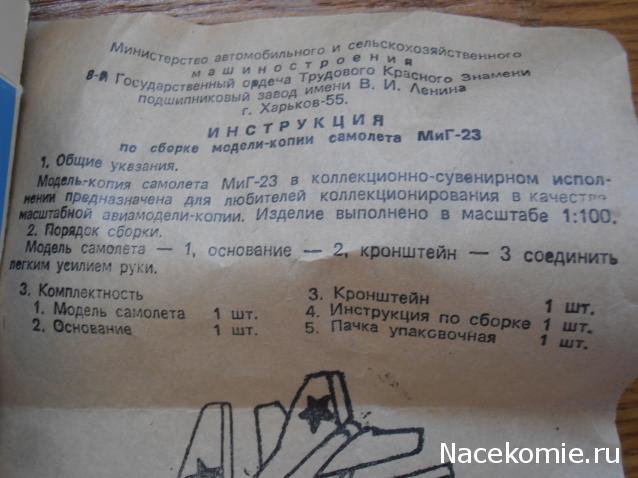 Министерство автомобильного и сельскохозяйственного
машиностроения
8-й Государственный ордеча Трудового Красного Знамени
подшипниковый завод имени В. И. Ленина
г. Харьков-55.
ИНСТРУКЦИЯ
по сборке модели-копии самолета МиГ-23
1. Общие указания.
Модель-копия самолета МиГ-23 в коллекционно-сувенирном испол-
нении предназначена для любителей коллекционирования в качестве
масштабной авиамодели-копии. Изделие выполнено в масштабе 1:100.
2. Порядок сборки.
Модель самолета — 1, основание — 2, кронштейн — 3 соединить
легким усилием руки.
3. Комплектность
1. Модель самолета 1 шт.
2. Основание 1 шт.
3. Кронштейн 1 шт.
4. Инструкция по сборке 1 шт.
5. Пачка упаковочная 1 шт.
Nacekomie.ru